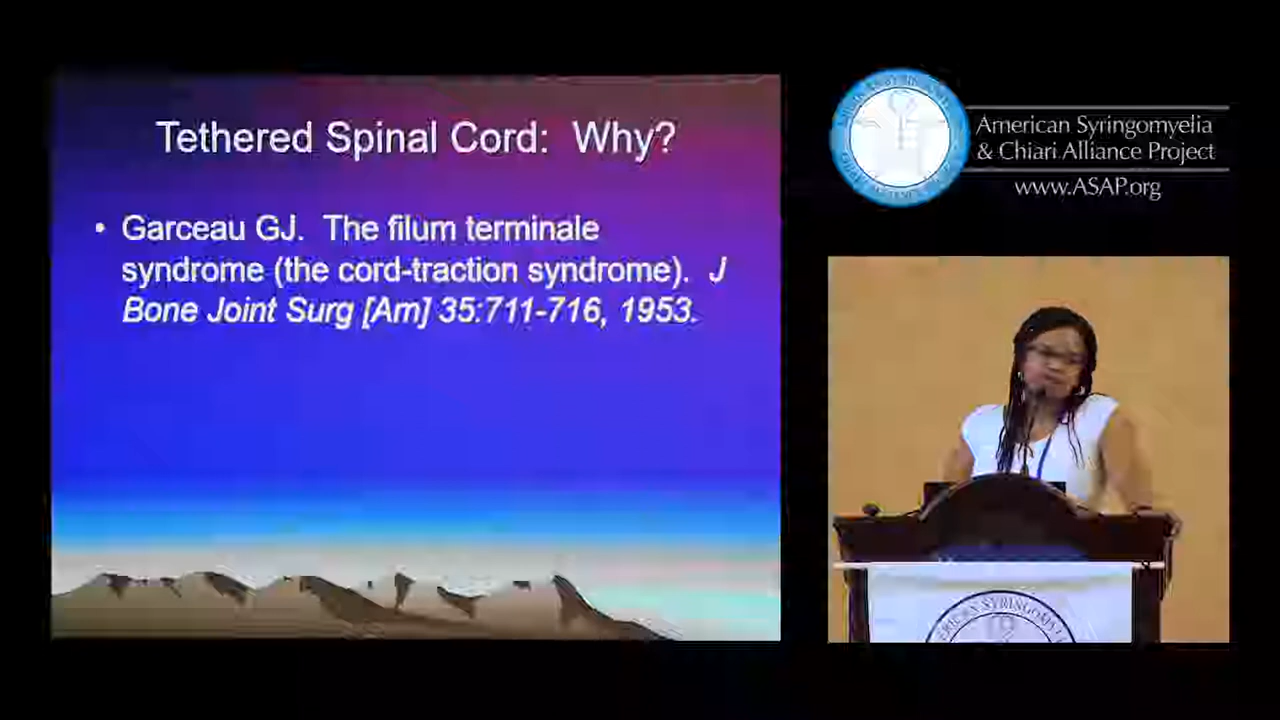 Tethered Spinal Cord: Why?
• Garceau GJ. The filum terminale
syndrome (the cord-traction syndrome). J
Bone Joint Surg [Am] 35:711-716, 1953.
American Syringomyelia
& Chiari Alliance Project
www.ASAP.org